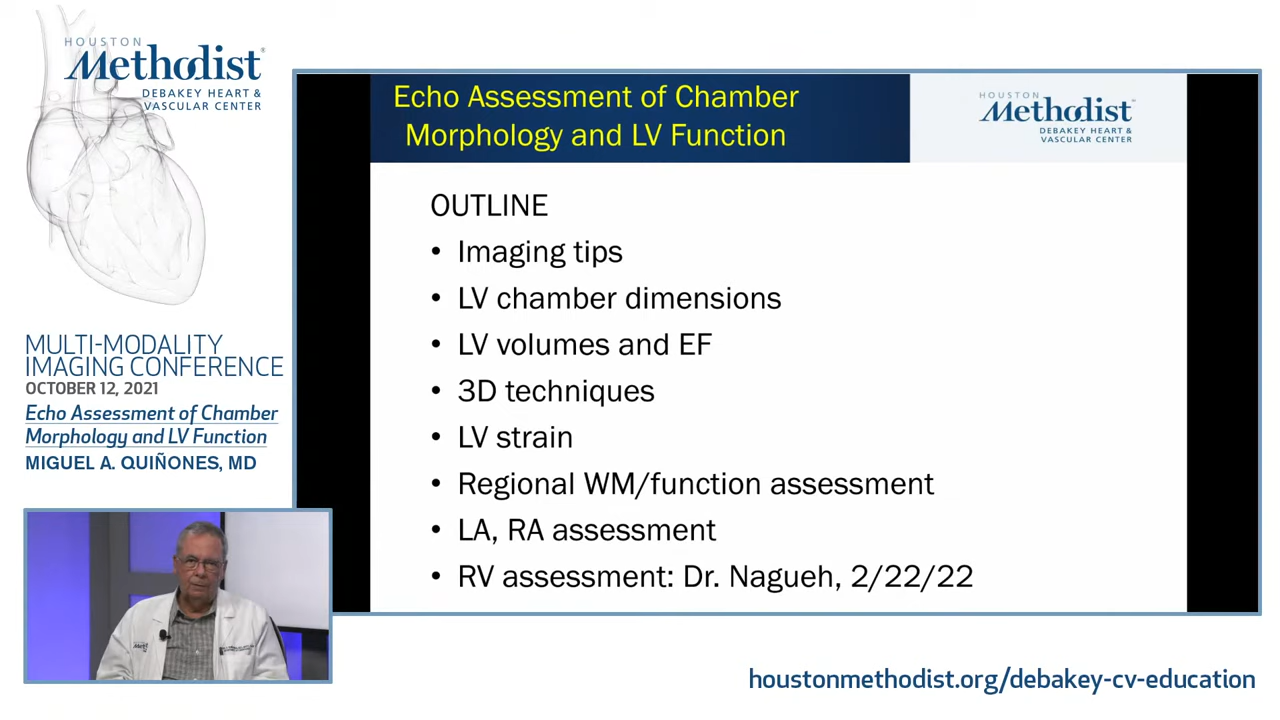 HOUSTON
Methodist
DEBAKEY HEART &
VASCULAR CENTER
MULTI-MODALITY
IMAGING CONFERENCE
OCTOBER 12, 2021
Echo Assessment of Chamber
Morphology and LV Function
MIGUEL A. QUIÑONES, MD
Echo Assessment of Chamber
Morphology and LV Function
HOUSTON
Methodist
DEBAKEY HEART &
VASCULAR CENTER
OUTLINE
• Imaging tips
• LV chamber dimensions
• LV volumes and EF
• 3D techniques
• LV strain
• Regional WM/function assessment
• LA, RA assessment
• RV assessment: Dr. Nagueh, 2/22/22
houstonmethodist.org/debakey-cv-education